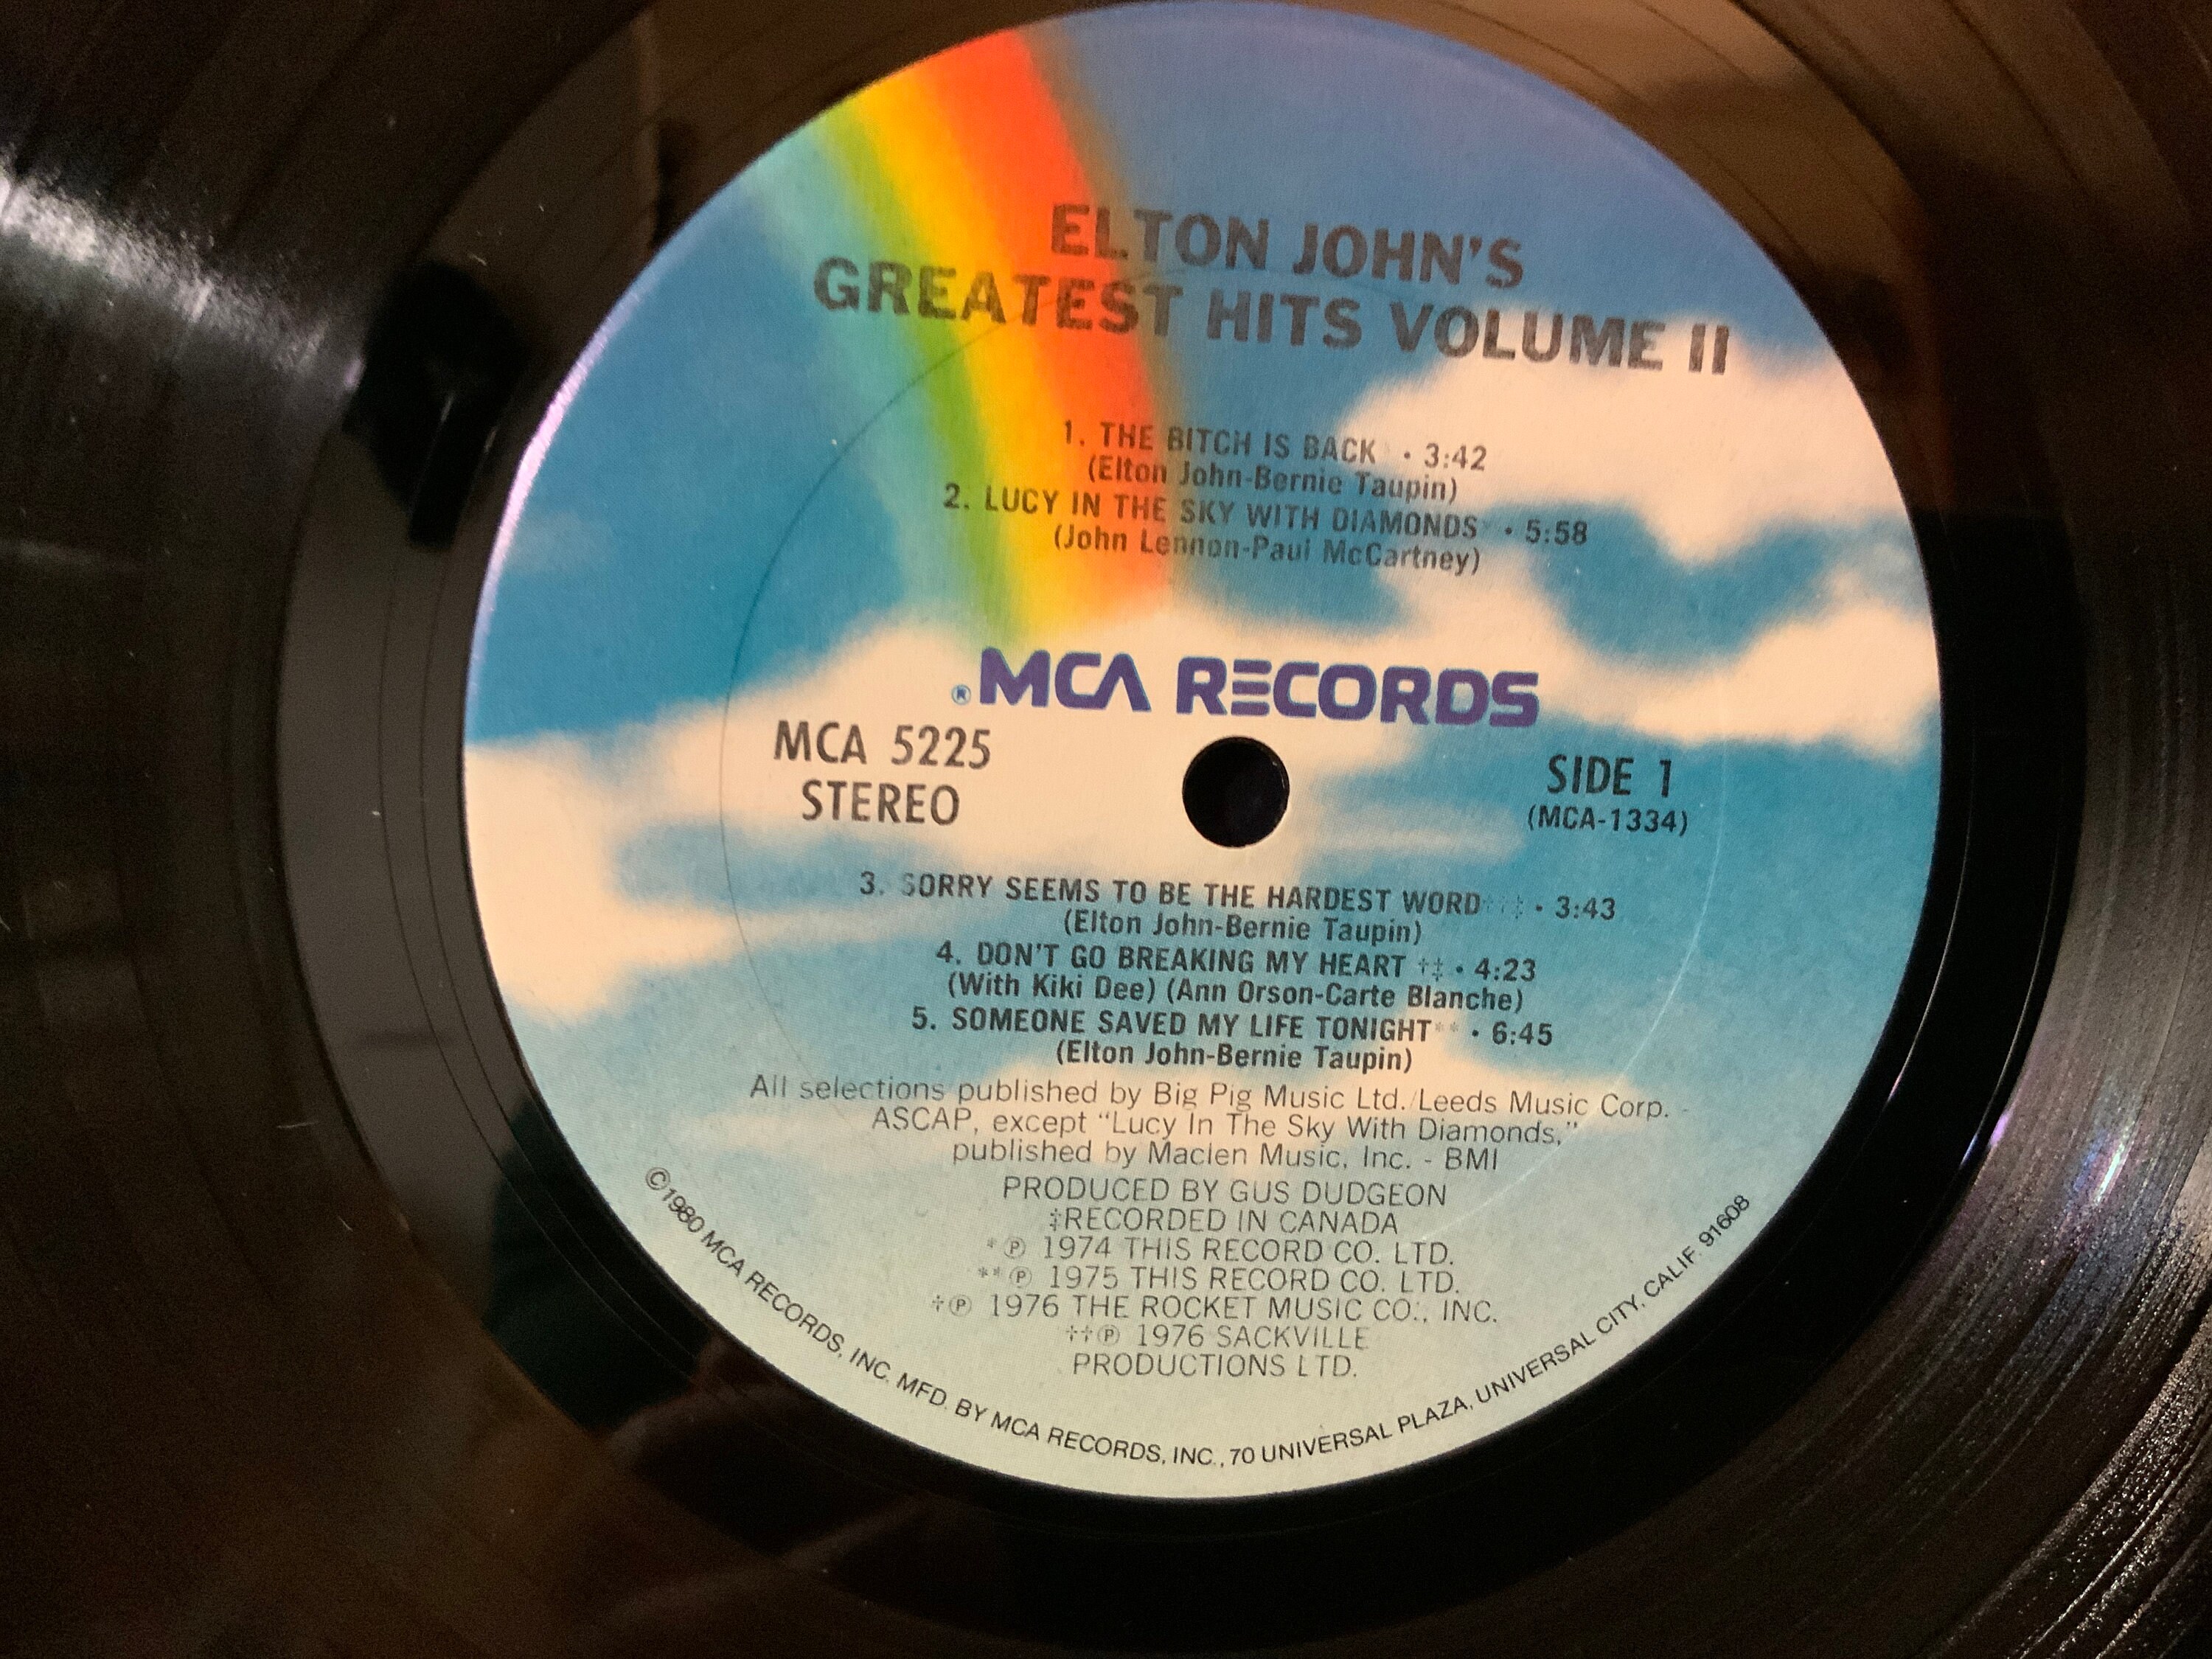 ELTON JOHN'S
GREATEST HITS VOLUME II
1. THE BITCH IS BACK • 3:42
(Elton John-Bernie Taupin)
2. LUCY IN THE SKY WITH DIAMONDS • 5:58
(John Lennon-Paul McCartney)
® MCA RECORDS
MCA 5225
STEREO
SIDE 1
(MCA-1334)
3. SORRY SEEMS TO BE THE HARDEST WORD ††‡ • 3:43
(Elton John-Bernie Taupin)
4. DON'T GO BREAKING MY HEART †‡ • 4:23
(With Kiki Dee) (Ann Orson-Carte Blanche)
5. SOMEONE SAVED MY LIFE TONIGHT** • 6:45
(Elton John-Bernie Taupin)
All selections published by Big Pig Music Ltd./Leeds Music Corp. -
ASCAP, except "Lucy In The Sky With Diamonds,"
published by Maclen Music, Inc. - BMI
PRODUCED BY GUS DUDGEON
‡RECORDED IN CANADA
*℗ 1974 THIS RECORD CO. LTD.
**℗ 1975 THIS RECORD CO. LTD.
†℗ 1976 THE ROCKET MUSIC CO., INC.
††℗ 1976 SACKVILLE
PRODUCTIONS LTD.
©1980 MCA RECORDS, INC. MFD. BY MCA RECORDS, INC., 70 UNIVERSAL PLAZA, UNIVERSAL CITY, CALIF. 91608